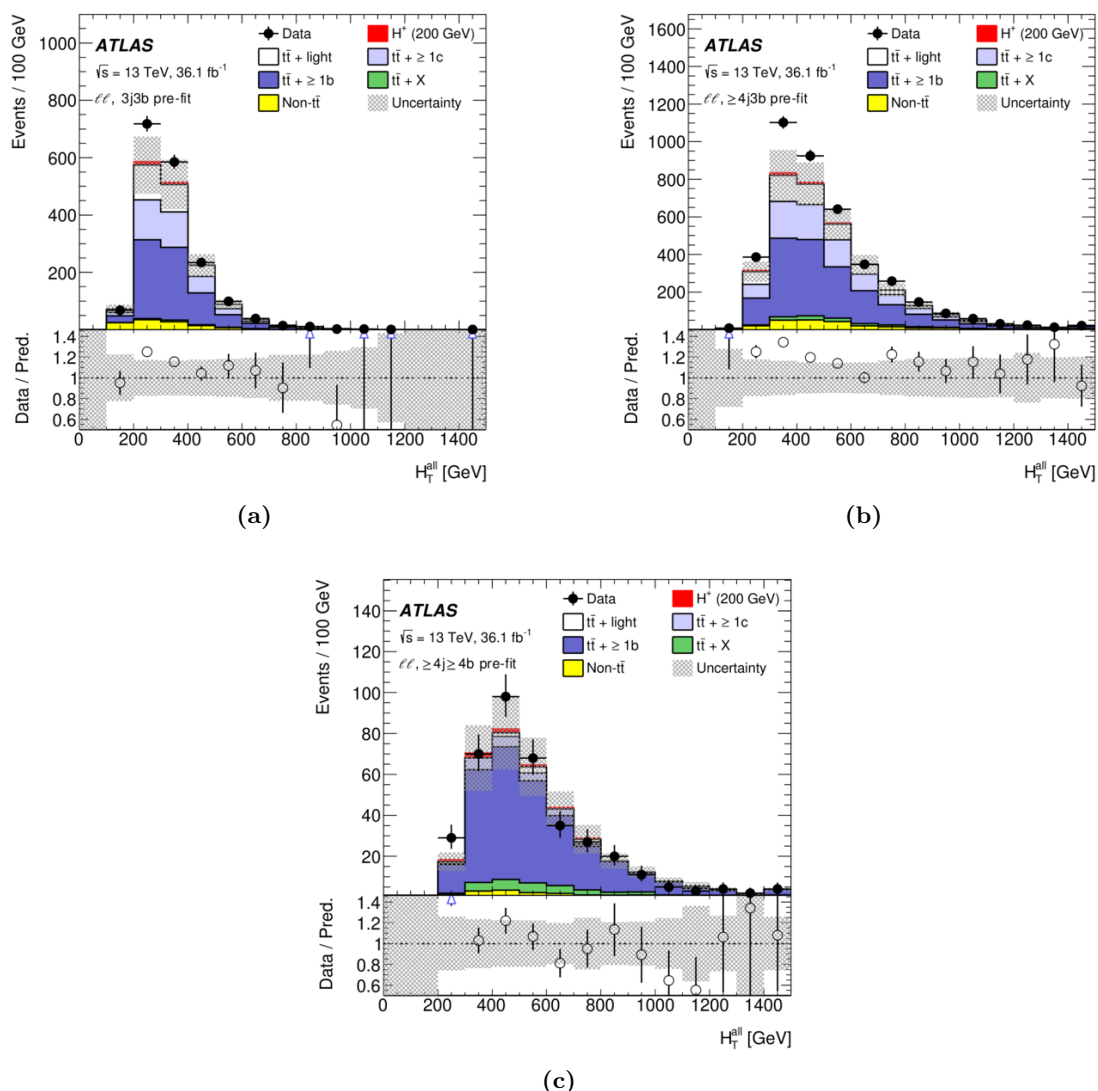 Events / 100 GeV
1000
800
600
400
200
ATLAS
√s = 13 TeV, 36.1 fb⁻¹
ℓℓ, 3j3b pre-fit
Data
H⁺ (200 GeV)
tt̄ + light
tt̄ + ≥ 1c
tt̄ + ≥ 1b
tt̄ + X
Non-tt̄
Uncertainty
Data / Pred.
1.4
1.2
1
0.8
0.6
0 200 400 600 800 1000 1200 1400
H_T^all [GeV]
(a)
Events / 100 GeV
1600
1400
1200
1000
800
600
400
200
ATLAS
√s = 13 TeV, 36.1 fb⁻¹
ℓℓ, ≥4j3b pre-fit
Data
H⁺ (200 GeV)
tt̄ + light
tt̄ + ≥ 1c
tt̄ + ≥ 1b
tt̄ + X
Non-tt̄
Uncertainty
Data / Pred.
1.4
1.2
1
0.8
0.6
0 200 400 600 800 1000 1200 1400
H_T^all [GeV]
(b)
Events / 100 GeV
140
120
100
80
60
40
20
ATLAS
√s = 13 TeV, 36.1 fb⁻¹
ℓℓ, ≥4j≥4b pre-fit
Data
H⁺ (200 GeV)
tt̄ + light
tt̄ + ≥ 1c
tt̄ + ≥ 1b
tt̄ + X
Non-tt̄
Uncertainty
Data / Pred.
1.4
1.2
1
0.8
0.6
0 200 400 600 800 1000 1200 1400
H_T^all [GeV]
(c)